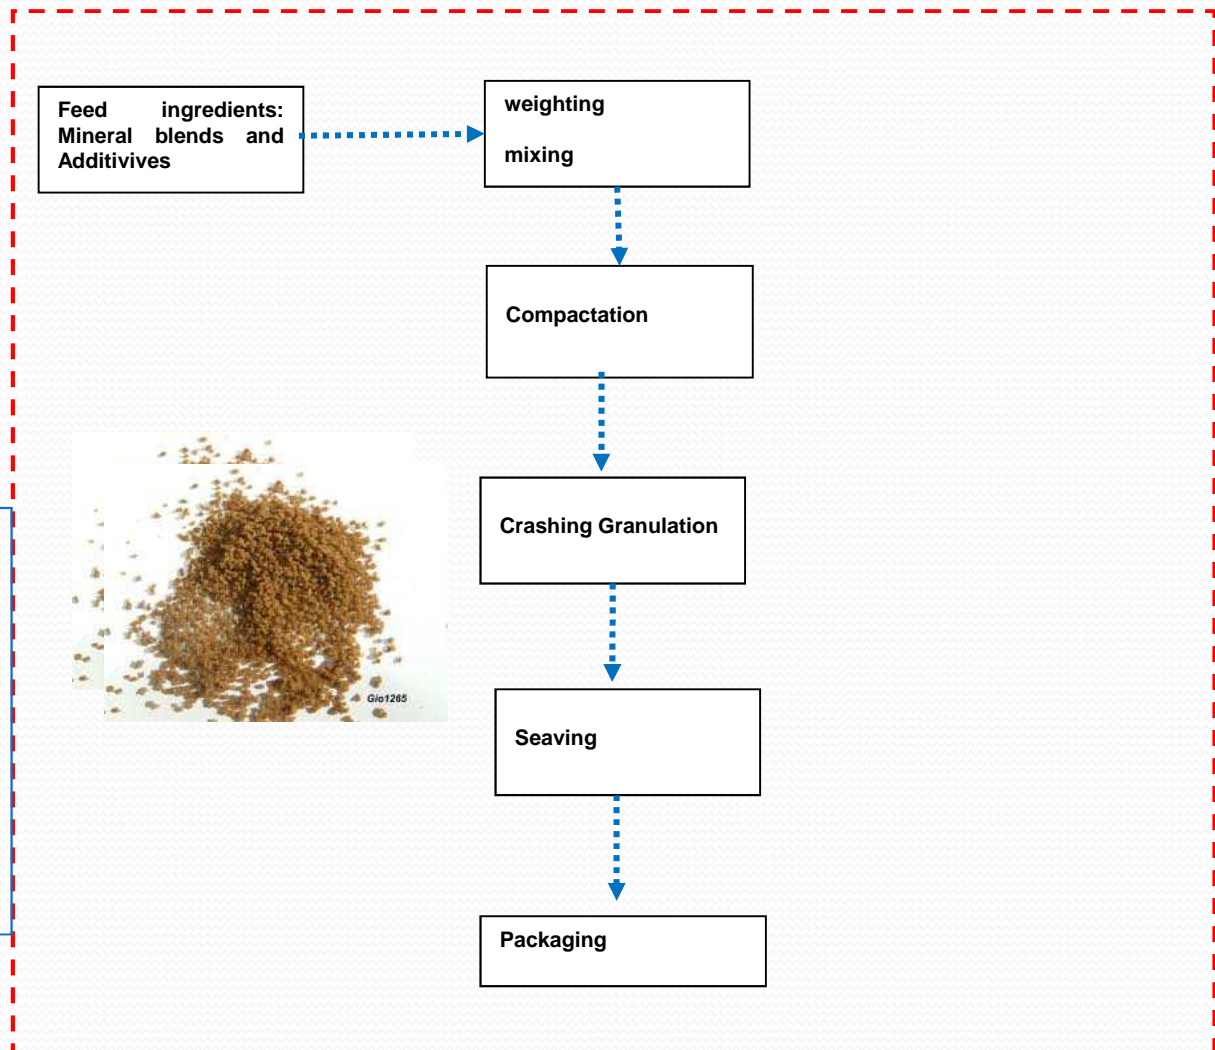 Feed ingredients:
Mineral blends and
Additivives
weighting
mixing
Compactation
Crashing Granulation
Gio1265
Seaving
Packaging